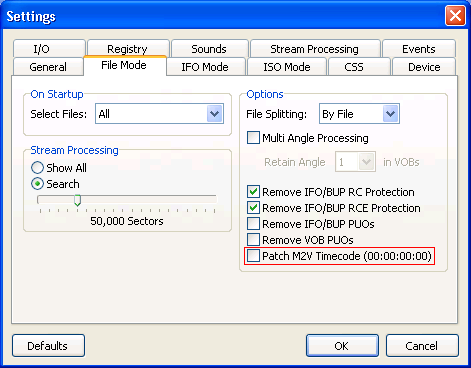 Settings
I/O Registry Sounds Stream Processing Events
General File Mode IFO Mode ISO Mode CSS Device
On Startup
Select Files: All
Stream Processing
Show All
Search
50,000 Sectors
Options
File Splitting: By File
Multi Angle Processing
Retain Angle 1 in VOBs
Remove IFO/BUP RC Protection
Remove IFO/BUP RCE Protection
Remove IFO/BUP PUOs
Remove VOB PUOs
Patch M2V Timecode (00:00:00:00)
Defaults OK Cancel